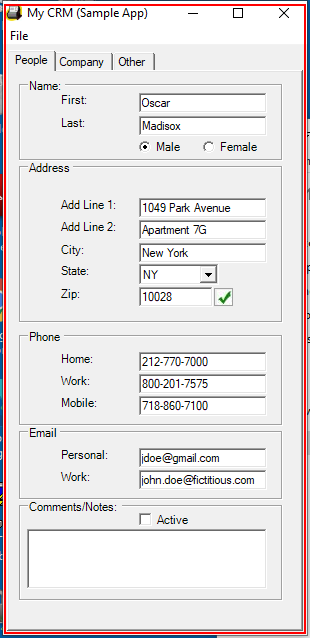 My CRM (Sample App)
File
People Company Other
Name:
First: Oscar
Last: Madisox
Male Female
Address
Add Line 1: 1049 Park Avenue
Add Line 2: Apartment 7G
City: New York
State: NY
Zip: 10028
Phone
Home: 212-770-7000
Work: 800-201-7575
Mobile: 718-860-7100
Email
Personal: jdoe@gmail.com
Work: john.doe@fictitious.com
Comments/Notes:
Active